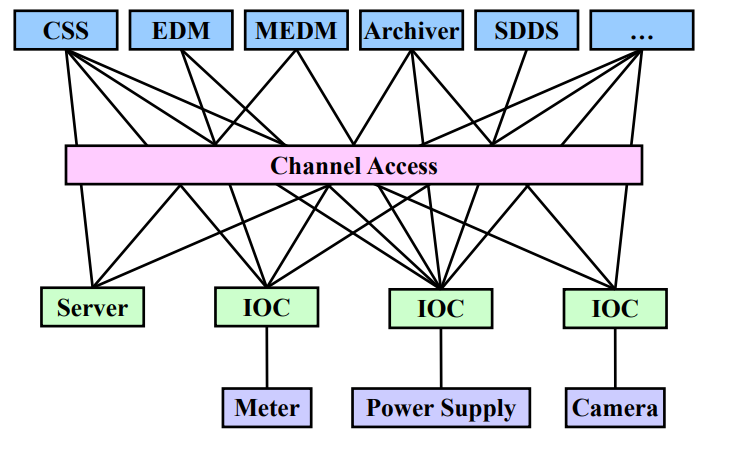 CSS EDM MEDM Archiver SDDS …
Channel Access
Server IOC IOC IOC
Meter Power Supply Camera